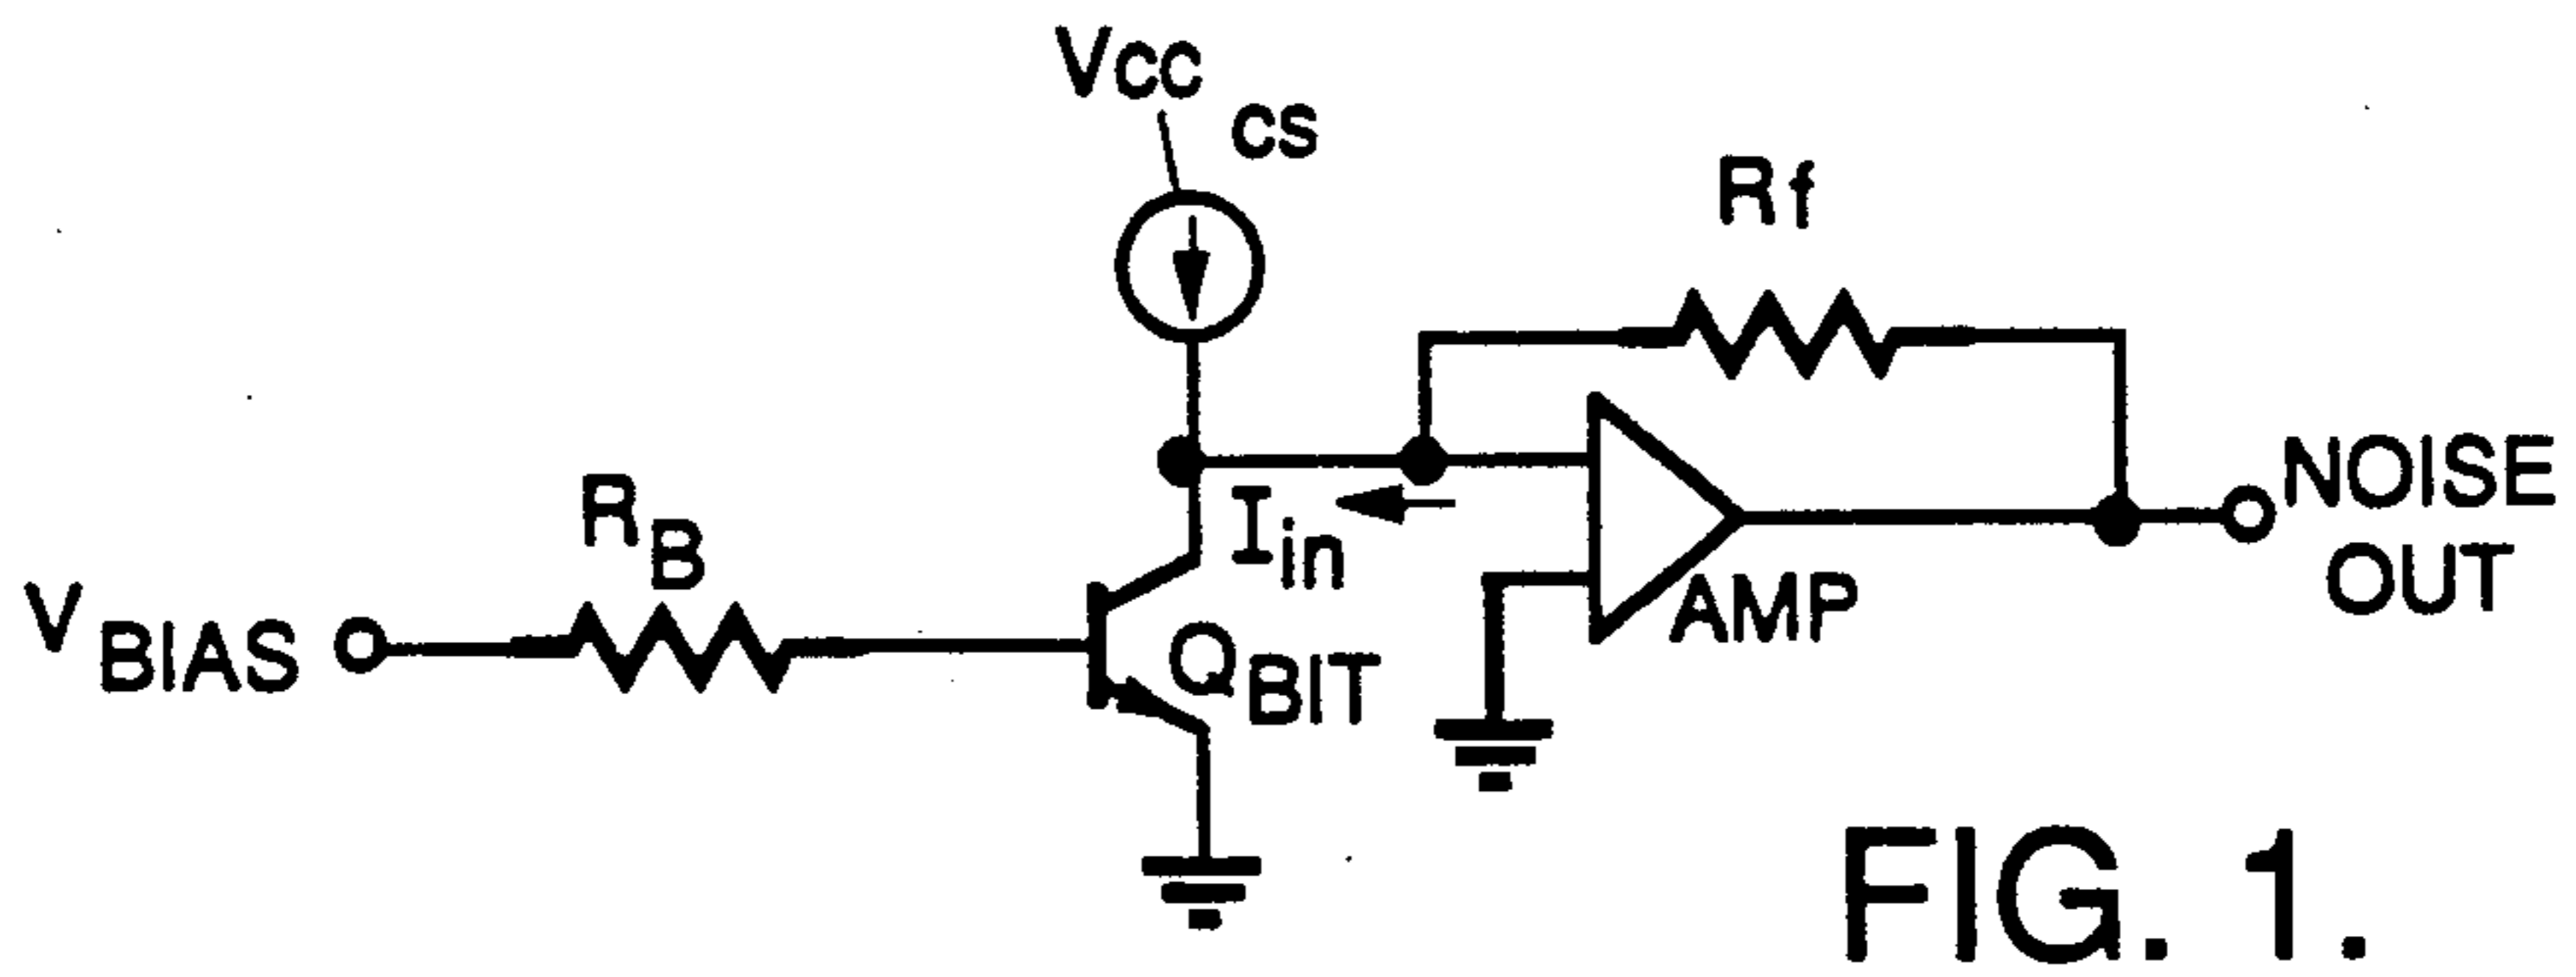 Vcc
CS
Rf
RB
VBIAS
Iin
QBIT
AMP
NOISE
OUT
FIG. 1.